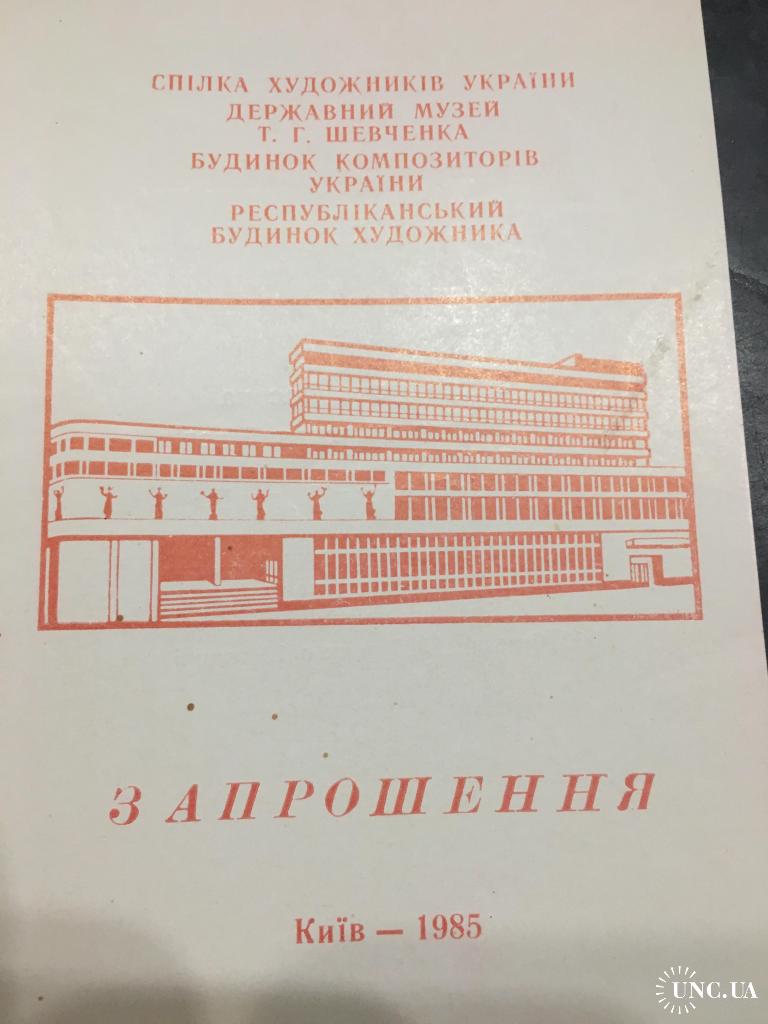 СПІЛКА ХУДОЖНИКІВ УКРАЇНИ
ДЕРЖАВНИЙ МУЗЕЙ
Т. Г. ШЕВЧЕНКА
БУДИНОК КОМПОЗИТОРІВ
УКРАЇНИ
РЕСПУБЛІКАНСЬКИЙ
БУДИНОК ХУДОЖНИКА
ЗАПРОШЕННЯ
Київ — 1985
UNC.UA